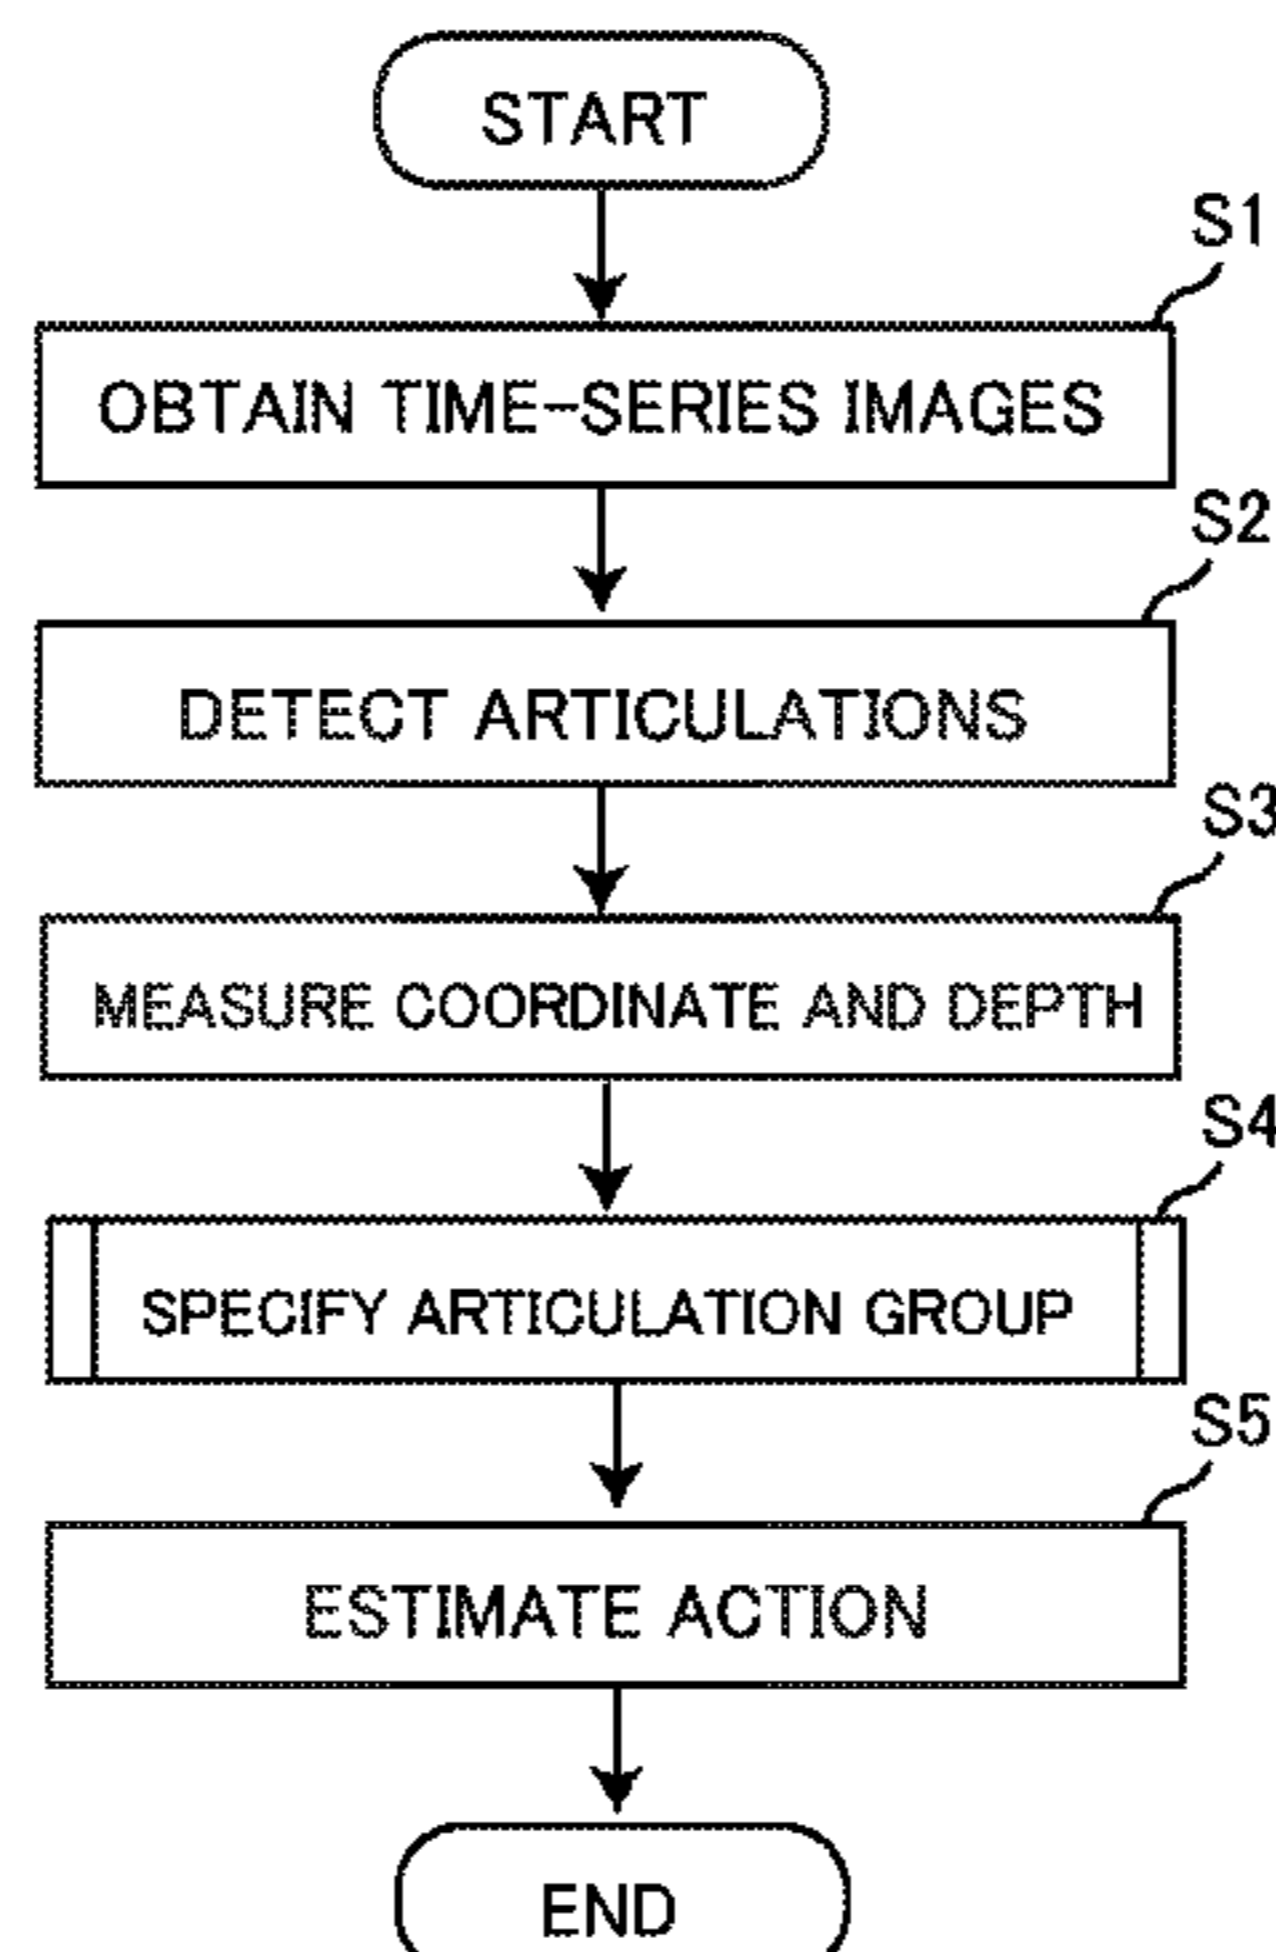 START
S1
OBTAIN TIME-SERIES IMAGES
S2
DETECT ARTICULATIONS
S3
MEASURE COORDINATE AND DEPTH
S4
SPECIFY ARTICULATION GROUP
S5
ESTIMATE ACTION
END